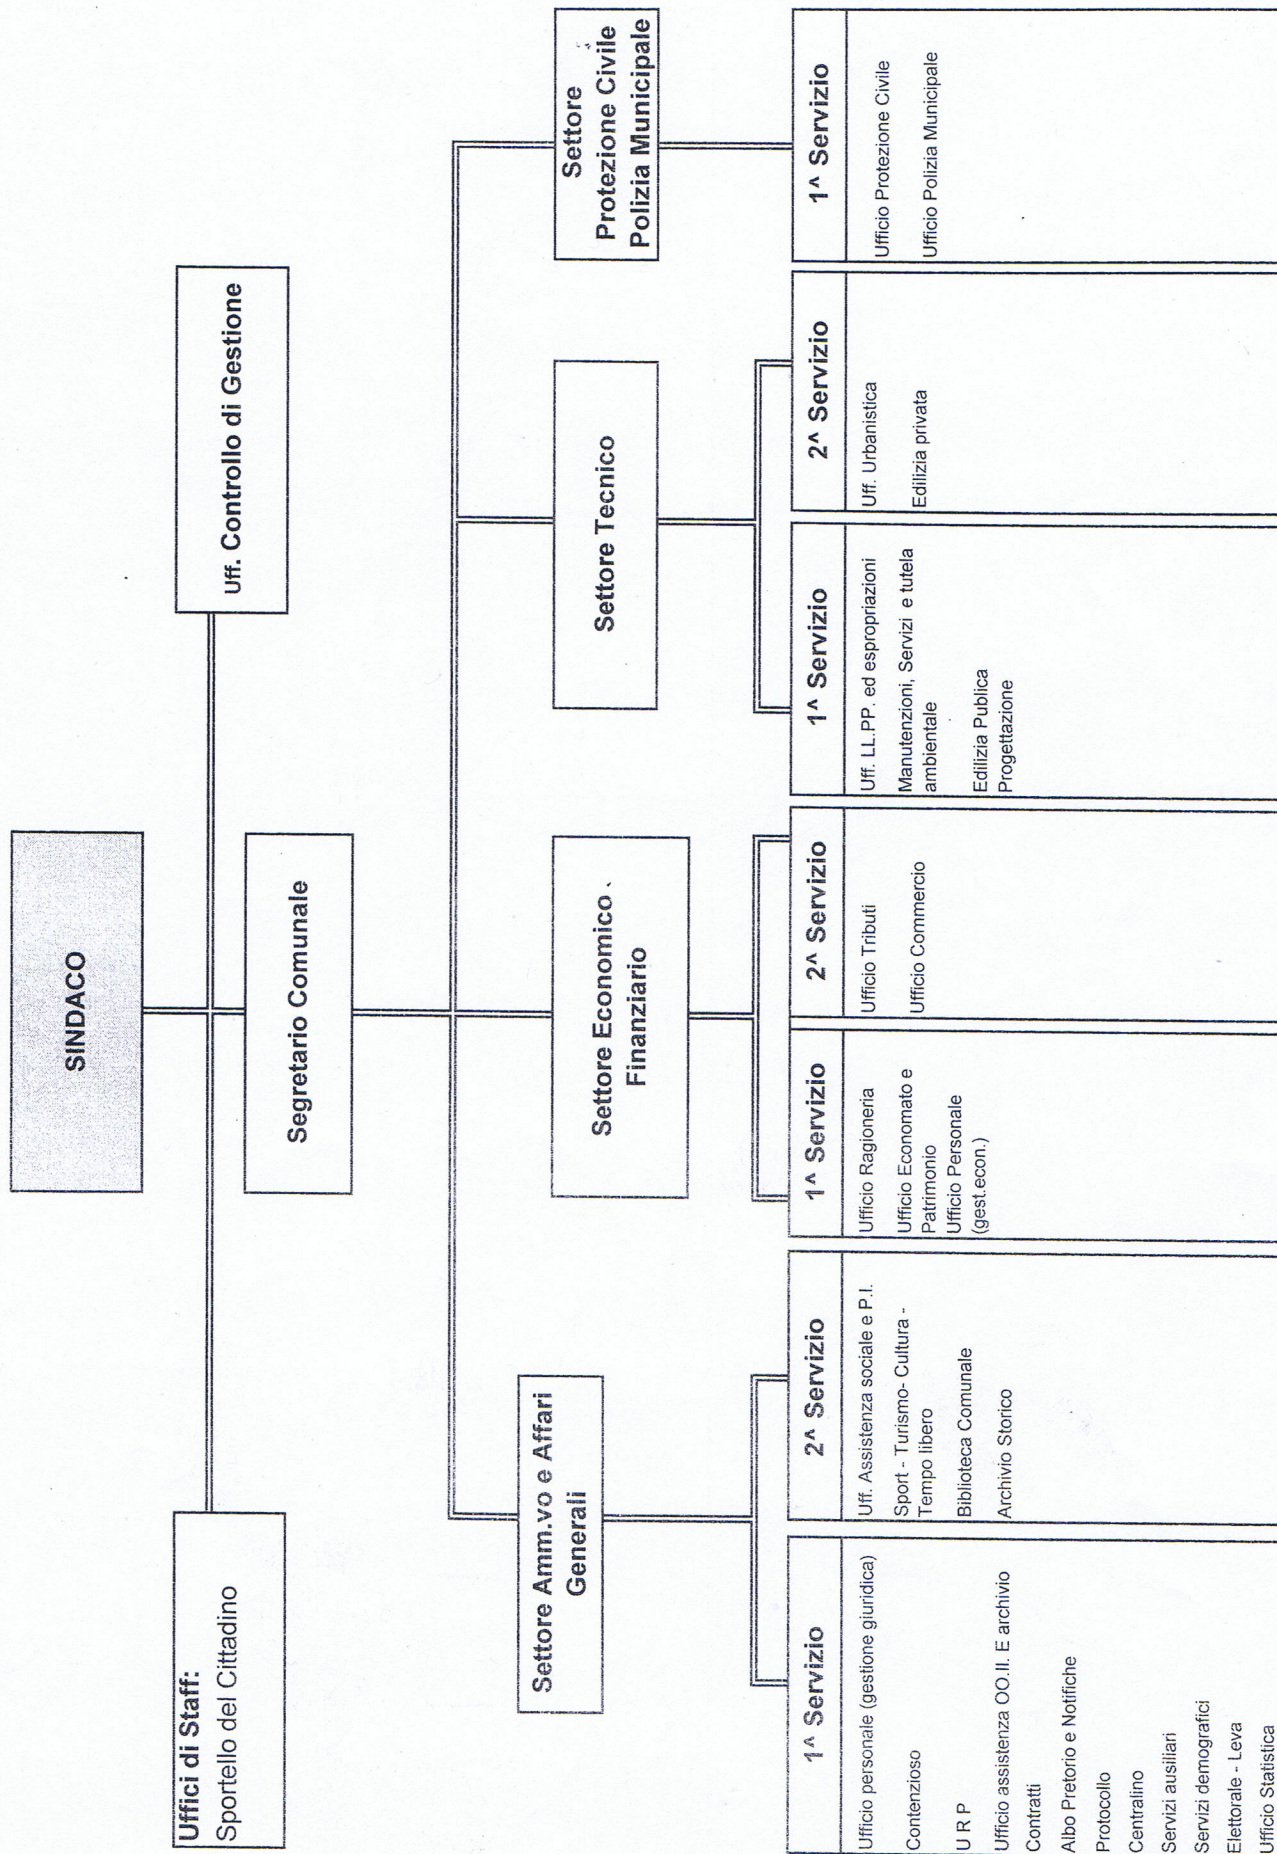 SINDACO
Uffici di Staff:
Sportello del Cittadino
Uff. Controllo di Gestione
Segretario Comunale
Settore Amm.vo e Affari
Generali
Settore Economico
Finanziario
Settore Tecnico
Settore
Protezione Civile
Polizia Municipale
1^ Servizio
Ufficio personale (gestione giuridica)
Contenzioso
U R P
Ufficio assistenza OO.II. E archivio
Contratti
Albo Pretorio e Notifiche
Protocollo
Centralino
Servizi ausiliari
Servizi demografici
Elettorale - Leva
Ufficio Statistica
2^ Servizio
Uff. Assistenza sociale e P.I.
Sport - Turismo- Cultura -
Tempo libero
Biblioteca Comunale
Archivio Storico
1^ Servizio
Ufficio Ragioneria
Ufficio Economato e
Patrimonio
Ufficio Personale
(gest.econ.)
2^ Servizio
Ufficio Tributi
Ufficio Commercio
1^ Servizio
Uff. LL.PP. ed espropriazioni
Manutenzioni, Servizi e tutela
ambientale
Edilizia Publica
Progettazione
2^ Servizio
Uff. Urbanistica
Edilizia privata
1^ Servizio
Ufficio Protezione Civile
Ufficio Polizia Municipale